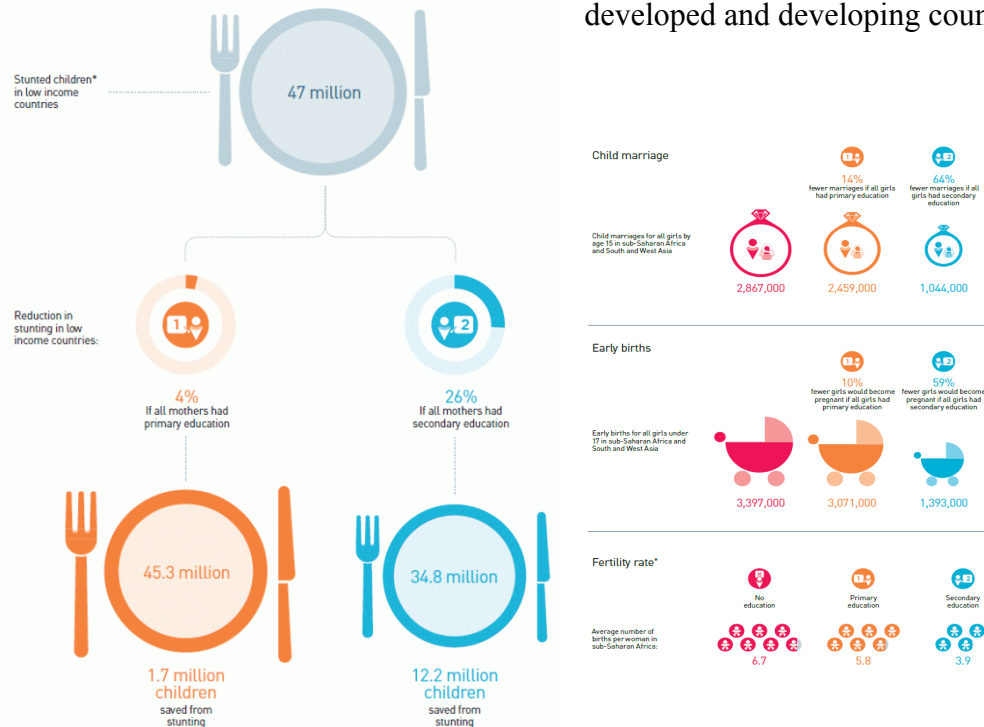 developed and developing coun
Stunted children*
in low income
countries
47 million
Reduction in
stunting in low
income countries:
1
2
4%
If all mothers had
primary education
26%
If all mothers had
secondary education
45.3 million
34.8 million
1.7 million
children
saved from
stunting
12.2 million
children
saved from
stunting
Child marriage
1
2
14%
fewer marriages if all girls
had primary education
64%
fewer marriages if all
girls had secondary
education
Child marriages for all girls by
age 15 in sub-Saharan Africa
and South and West Asia
2,867,000
2,459,000
1,044,000
Early births
1
2
10%
fewer girls would become
pregnant if all girls had
primary education
59%
fewer girls would become
pregnant if all girls had
secondary education
Early births for all girls under
17 in sub-Saharan Africa and
South and West Asia
3,397,000
3,071,000
1,393,000
Fertility rate*
1
2
No
education
Primary
education
Secondary
education
Average number of
births per woman in
sub-Saharan Africa:
6.7
5.8
3.9